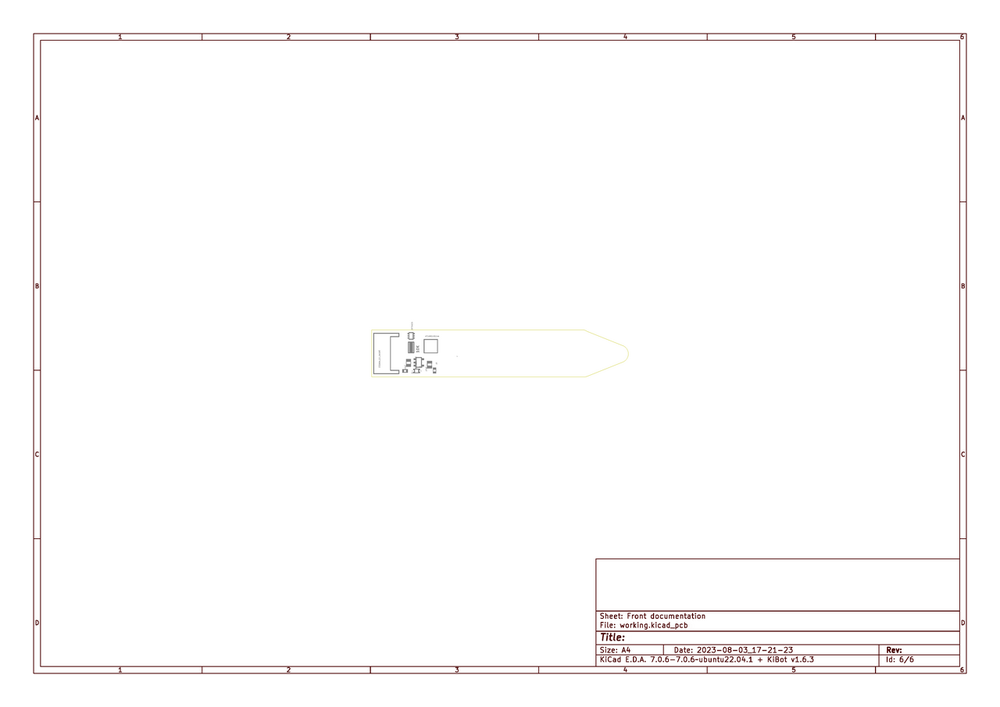 1 2 3 4 5 6
A A
B B
C C
D D
Sheet: Front documentation
File: working.kicad_pcb
Title:
Size: A4 Date: 2023-08-03_17-21-23 Rev:
KiCad E.D.A. 7.0.6-7.0.6-ubuntu22.04.1 + KiBot v1.6.3 Id: 6/6
1 2 3 4 5 6